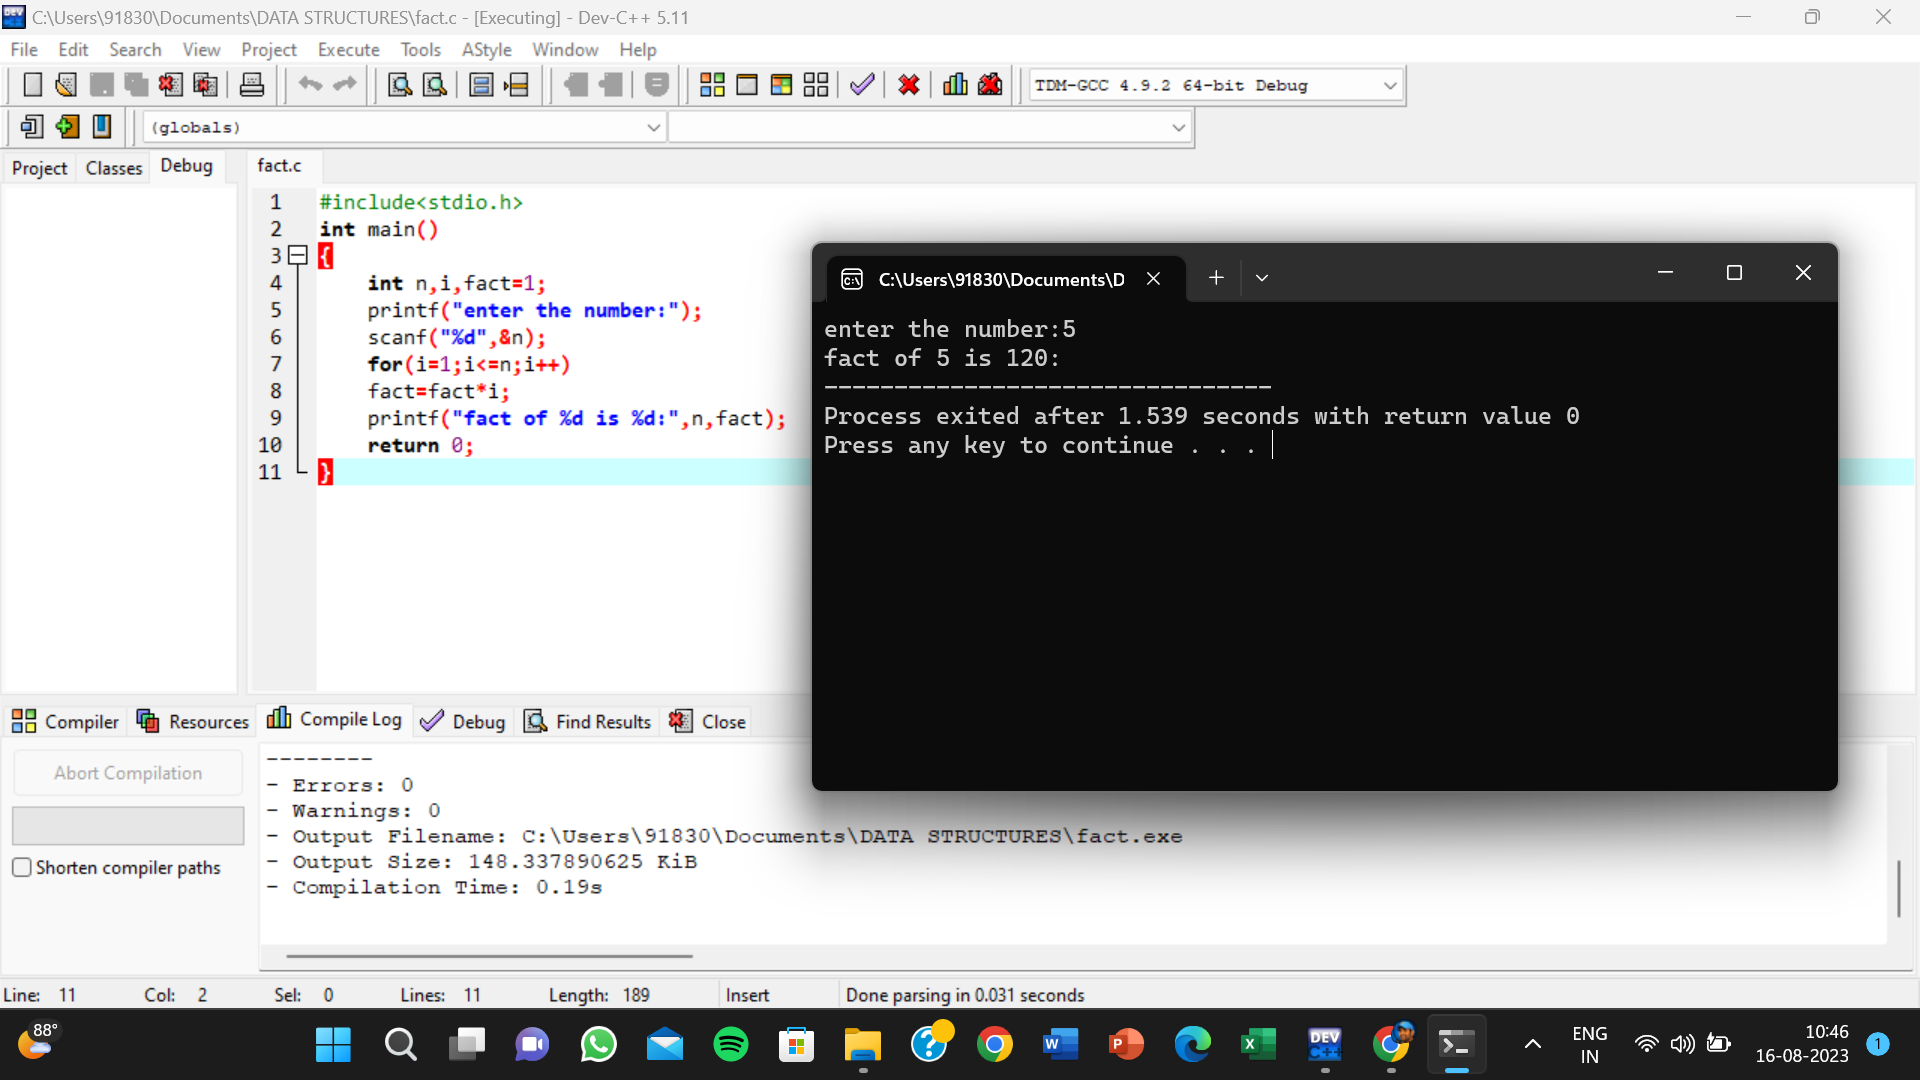 C:\Users\91830\Documents\DATA STRUCTURES\fact.c - [Executing] - Dev-C++ 5.11
File Edit Search View Project Execute Tools AStyle Window Help
TDM-GCC 4.9.2 64-bit Debug
(globals)
Project Classes Debug
fact.c
1 #include<stdio.h>
2 int main()
3 {
4 int n,i,fact=1;
5 printf("enter the number:");
6 scanf("%d",&n);
7 for(i=1;i<=n;i++)
8 fact=fact*i;
9 printf("fact of %d is %d:",n,fact);
10 return 0;
11 }
C:\Users\91830\Documents\D
enter the number:5
fact of 5 is 120:
--------------------------------
Process exited after 1.539 seconds with return value 0
Press any key to continue . . .
Compiler Resources Compile Log Debug Find Results Close
Abort Compilation
Shorten compiler paths
--------
- Errors: 0
- Warnings: 0
- Output Filename: C:\Users\91830\Documents\DATA STRUCTURES\fact.exe
- Output Size: 148.337890625 KiB
- Compilation Time: 0.19s
Line: 11 Col: 2 Sel: 0 Lines: 11 Length: 189 Insert Done parsing in 0.031 seconds
88°
DEV
C++
ENG
IN
10:46
16-08-2023
1